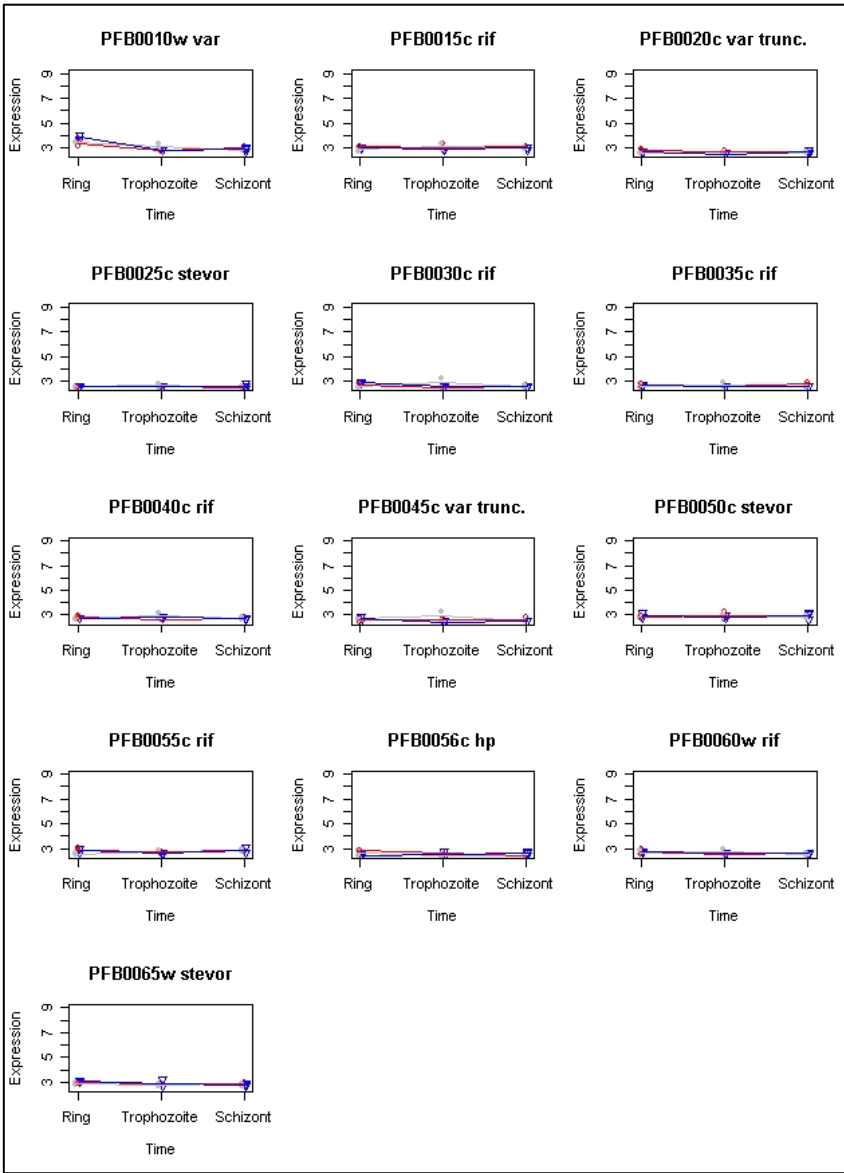 PFB0010w var PFB0015c rif PFB0020c var trunc.
Expression 9 7 5 3 Expression 9 7 5 3 Expression 9 7 5 3
Ring Trophozoite Schizont Ring Trophozoite Schizont Ring Trophozoite Schizont
Time Time Time
PFB0025c stevor PFB0030c rif PFB0035c rif
Expression 9 7 5 3 Expression 9 7 5 3 Expression 9 7 5 3
Ring Trophozoite Schizont Ring Trophozoite Schizont Ring Trophozoite Schizont
Time Time Time
PFB0040c rif PFB0045c var trunc. PFB0050c stevor
Expression 9 7 5 3 Expression 9 7 5 3 Expression 9 7 5 3
Ring Trophozoite Schizont Ring Trophozoite Schizont Ring Trophozoite Schizont
Time Time Time
PFB0055c rif PFB0056c hp PFB0060w rif
Expression 9 7 5 3 Expression 9 7 5 3 Expression 9 7 5 3
Ring Trophozoite Schizont Ring Trophozoite Schizont Ring Trophozoite Schizont
Time Time Time
PFB0065w stevor
Expression 9 7 5 3
Ring Trophozoite Schizont
Time